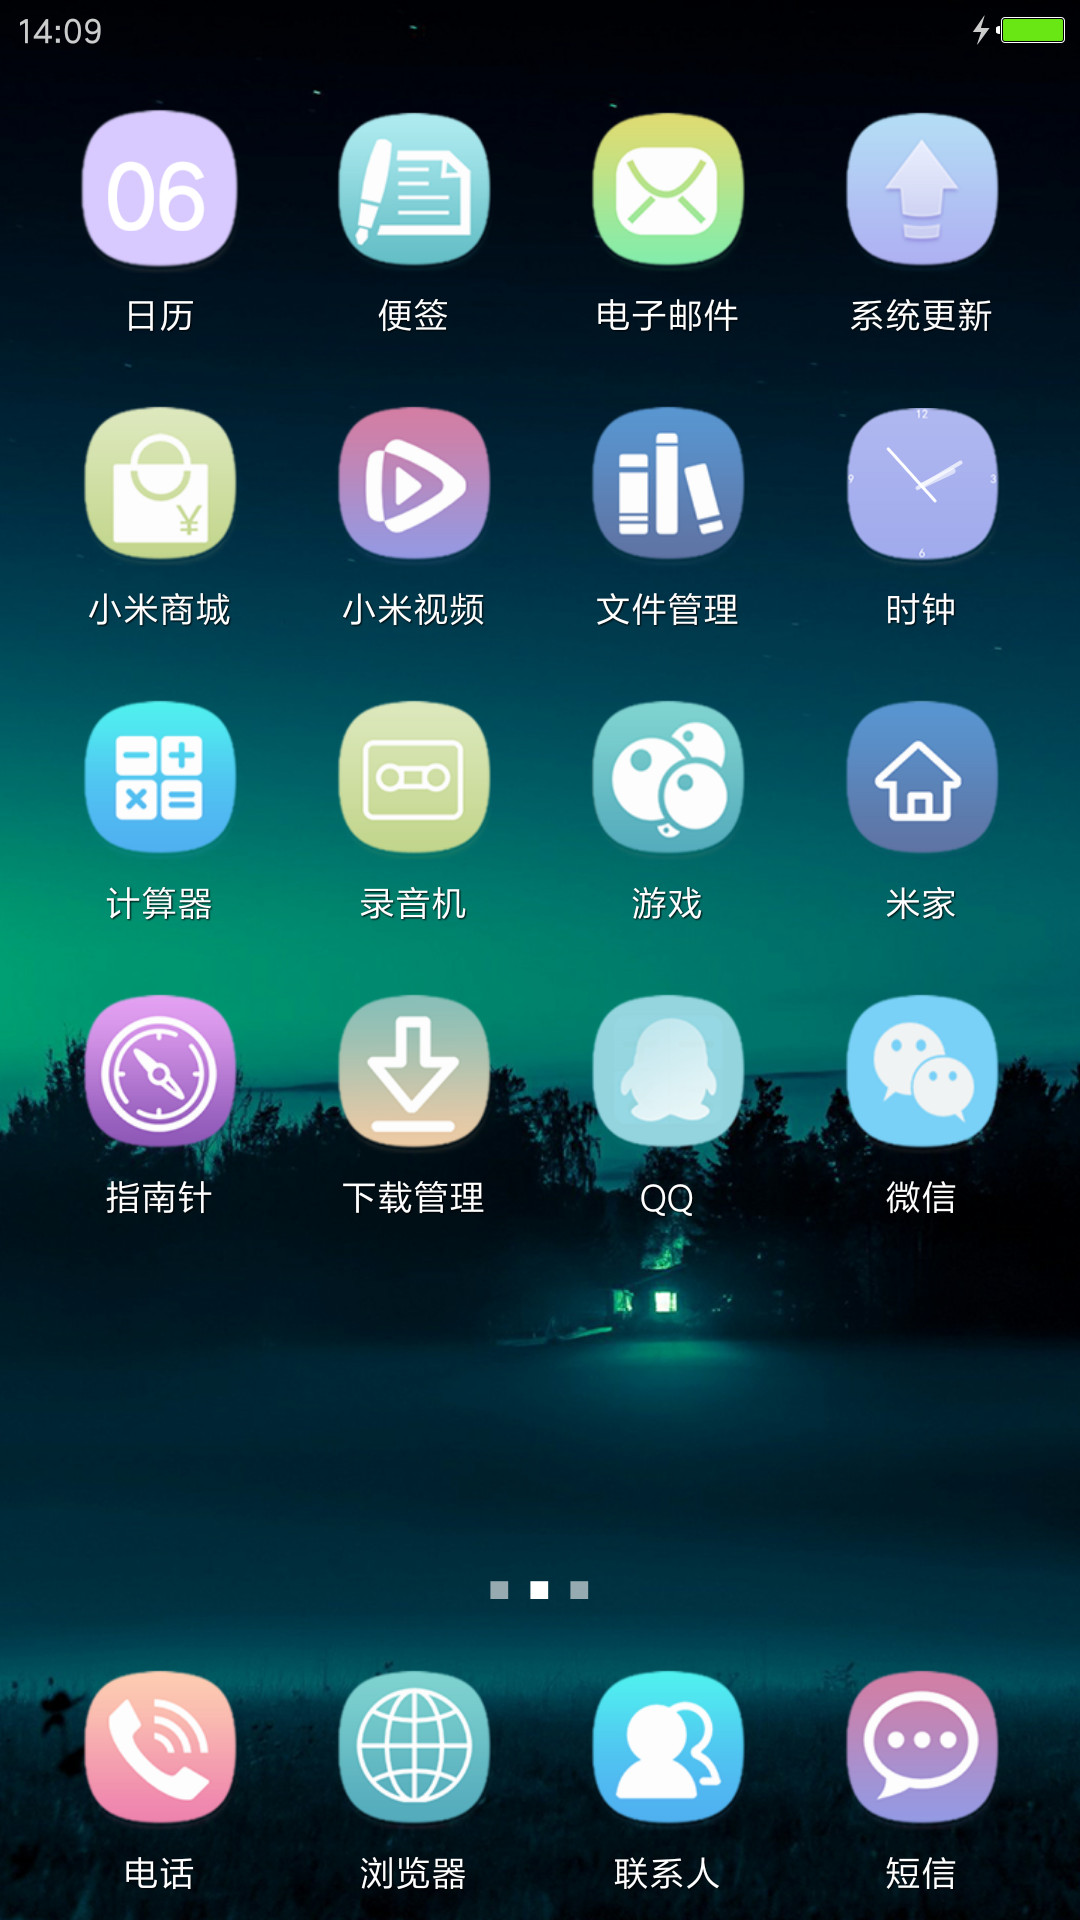 14:09
06
日历
便签
电子邮件
系统更新
¥
12
3
6
9
小米商城
小米视频
文件管理
时钟
计算器
录音机
游戏
米家
指南针
下载管理
QQ
微信
电话
浏览器
联系人
短信